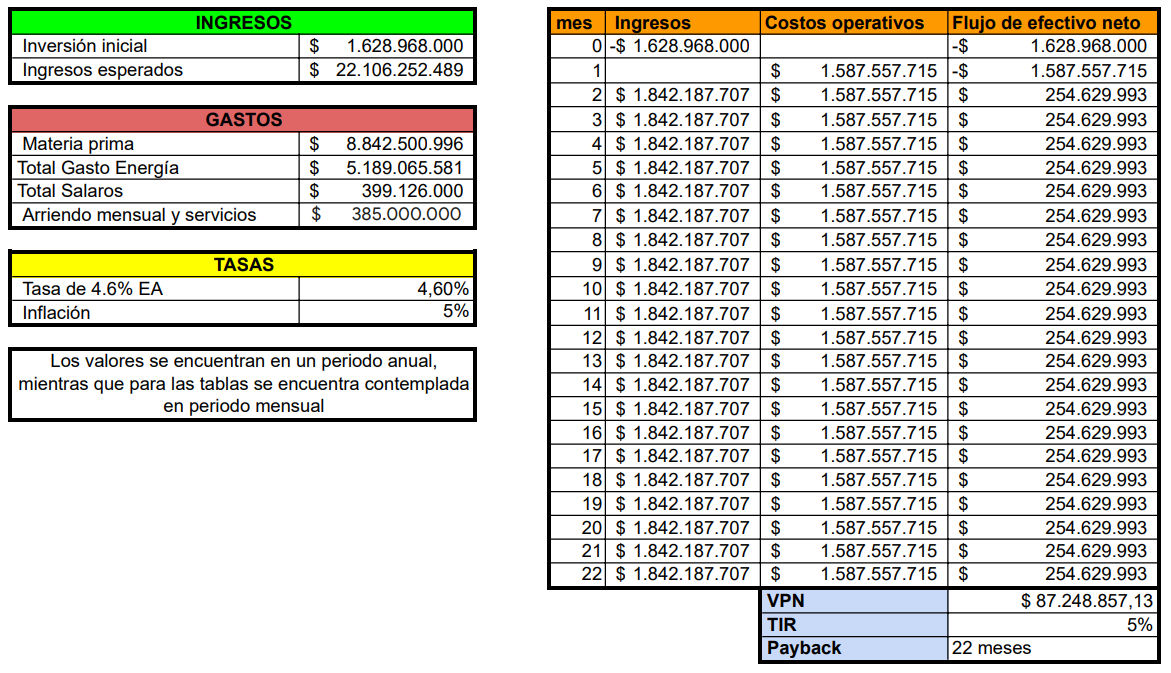 INGRESOS
Inversión inicial $ 1.628.968.000
Ingresos esperados $ 22.106.252.489
GASTOS
Materia prima $ 8.842.500.996
Total Gasto Energía $ 5.189.065.581
Total Salaros $ 399.126.000
Arriendo mensual y servicios $ 385.000.000
TASAS
Tasa de 4.6% EA 4,60%
Inflación 5%
Los valores se encuentran en un periodo anual,
mientras que para las tablas se encuentra contemplada
en periodo mensual
mes Ingresos Costos operativos Flujo de efectivo neto
0 -$ 1.628.968.000 -$ 1.628.968.000
1 $ 1.587.557.715 -$ 1.587.557.715
2 $ 1.842.187.707 $ 1.587.557.715 $ 254.629.993
3 $ 1.842.187.707 $ 1.587.557.715 $ 254.629.993
4 $ 1.842.187.707 $ 1.587.557.715 $ 254.629.993
5 $ 1.842.187.707 $ 1.587.557.715 $ 254.629.993
6 $ 1.842.187.707 $ 1.587.557.715 $ 254.629.993
7 $ 1.842.187.707 $ 1.587.557.715 $ 254.629.993
8 $ 1.842.187.707 $ 1.587.557.715 $ 254.629.993
9 $ 1.842.187.707 $ 1.587.557.715 $ 254.629.993
10 $ 1.842.187.707 $ 1.587.557.715 $ 254.629.993
11 $ 1.842.187.707 $ 1.587.557.715 $ 254.629.993
12 $ 1.842.187.707 $ 1.587.557.715 $ 254.629.993
13 $ 1.842.187.707 $ 1.587.557.715 $ 254.629.993
14 $ 1.842.187.707 $ 1.587.557.715 $ 254.629.993
15 $ 1.842.187.707 $ 1.587.557.715 $ 254.629.993
16 $ 1.842.187.707 $ 1.587.557.715 $ 254.629.993
17 $ 1.842.187.707 $ 1.587.557.715 $ 254.629.993
18 $ 1.842.187.707 $ 1.587.557.715 $ 254.629.993
19 $ 1.842.187.707 $ 1.587.557.715 $ 254.629.993
20 $ 1.842.187.707 $ 1.587.557.715 $ 254.629.993
21 $ 1.842.187.707 $ 1.587.557.715 $ 254.629.993
22 $ 1.842.187.707 $ 1.587.557.715 $ 254.629.993
VPN $ 87.248.857,13
TIR 5%
Payback 22 meses